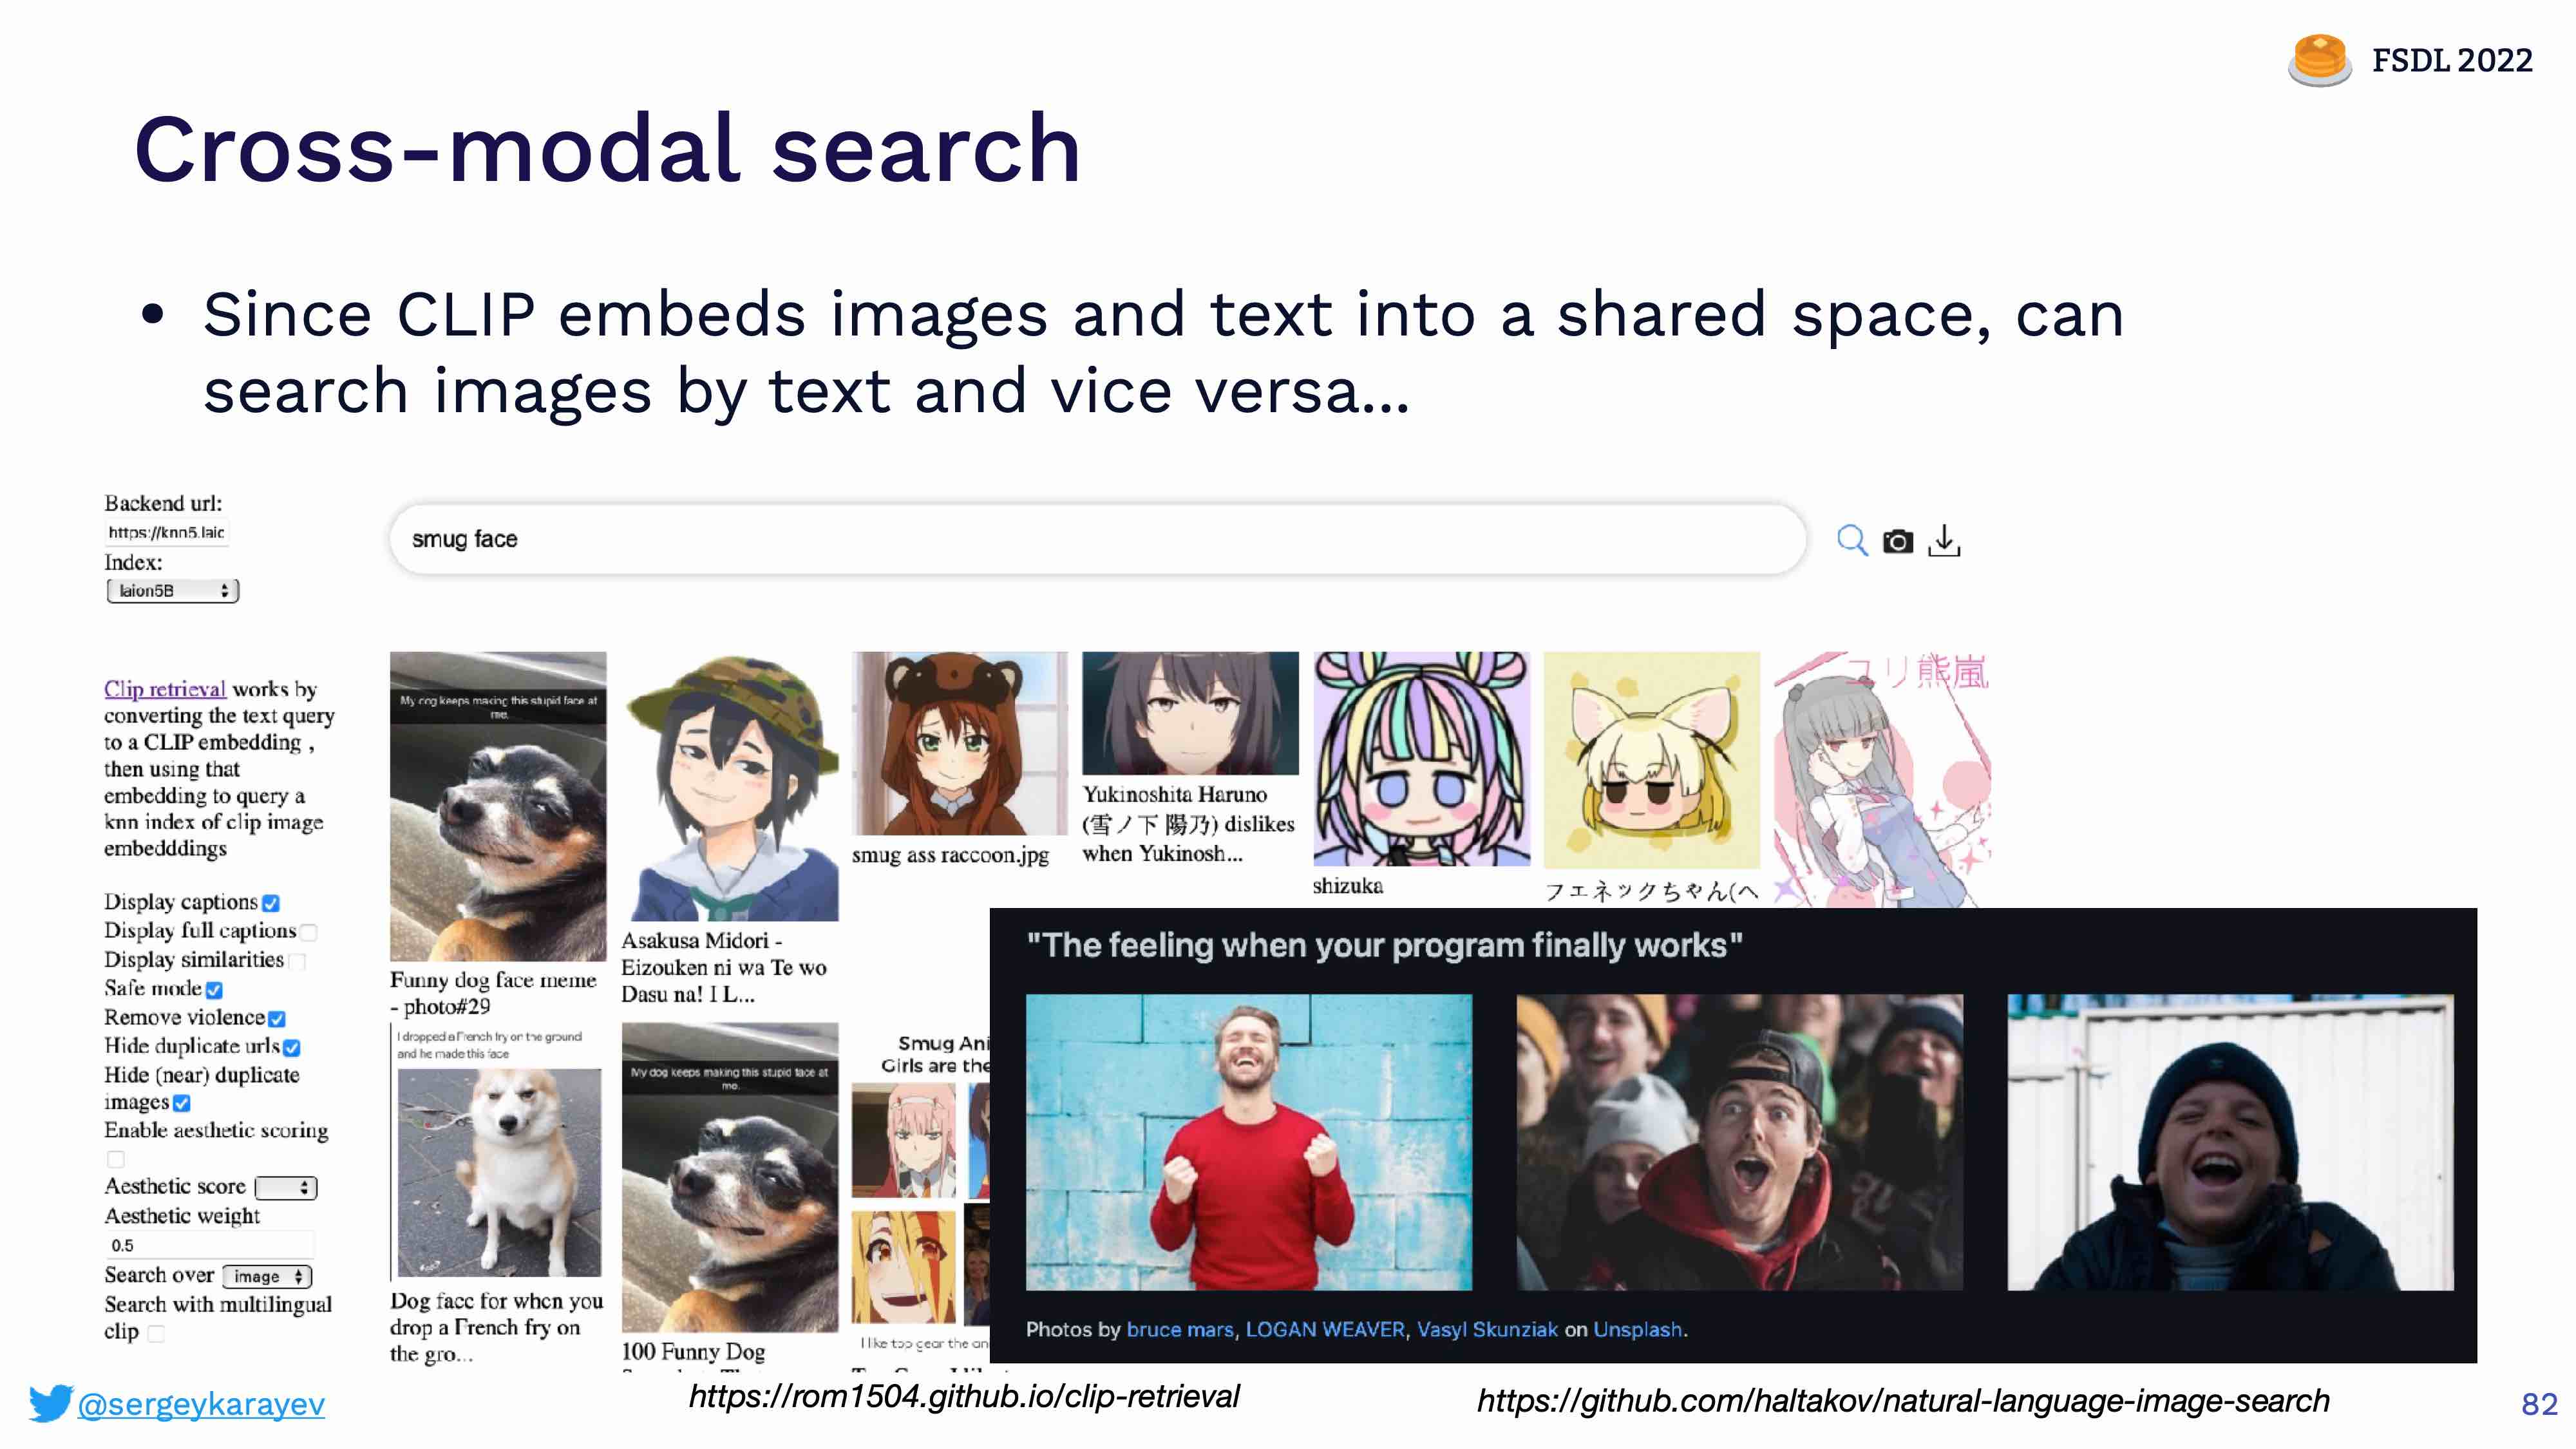 FSDL 2022
Cross-modal search
• Since CLIP embeds images and text into a shared space, can
search images by text and vice versa...
Backend url:
https://knn5.laic
Index:
laion5B
smug face
Clip retrieval works by
converting the text query
to a CLIP embedding ,
then using that
embedding to query a
knn index of clip image
embedddings
Display captions
Display full captions
Display similarities
Safe mode
Remove violence
Hide duplicate urls
Hide (near) duplicate
images
Enable aesthetic scoring
Aesthetic score
Aesthetic weight
0.5
Search over image
Search with multilingual
clip
My dog keeps making this stupid face at
me.
Funny dog face meme
- photo#29
Asakusa Midori -
Eizouken ni wa Te wo
Dasu na! I L...
smug ass raccoon.jpg
Yukinoshita Haruno
(雪ノ下 陽乃) dislikes
when Yukinosh...
shizuka
フェネックちゃん(へ
ユリ熊嵐
I dropped a French fry on the ground
and he made this face
Dog face for when you
drop a French fry on
the gro...
My dog keeps making this stupid face at
me.
100 Funny Dog
Smug Ani
Girls are the
I like top gear the an
"The feeling when your program finally works"
Photos by bruce mars, LOGAN WEAVER, Vasyl Skunziak on Unsplash.
@sergeykarayev
https://rom1504.github.io/clip-retrieval
https://github.com/haltakov/natural-language-image-search
82